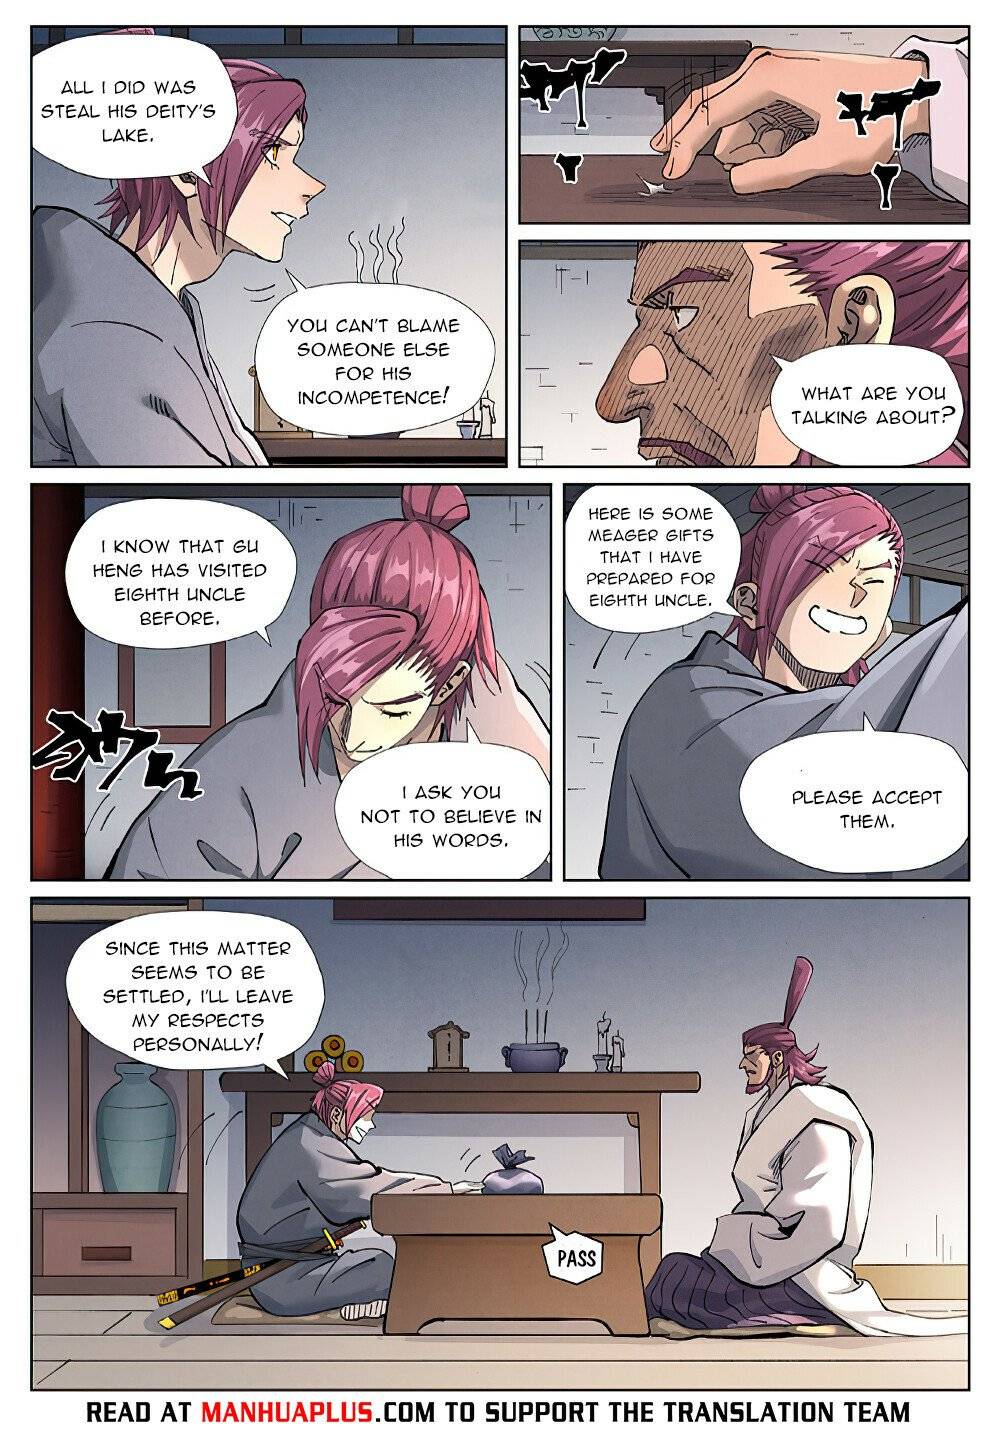 ALL I DID WAS
STEAL HIS DEITY'S
LAKE.
YOU CAN'T BLAME
SOMEONE ELSE
FOR HIS
INCOMPETENCE!
WHAT ARE YOU
TALKING ABOUT?
I KNOW THAT GU
HENG HAS VISITED
EIGHTH UNCLE
BEFORE.
I ASK YOU
NOT TO BELIEVE IN
HIS WORDS.
HERE IS SOME
MEAGER GIFTS
THAT I HAVE
PREPARED FOR
EIGHTH UNCLE.
PLEASE ACCEPT
THEM.
SINCE THIS MATTER
SEEMS TO BE
SETTLED, I'LL LEAVE
MY RESPECTS
PERSONALLY!
PASS
READ AT MANHUAPLUS.COM TO SUPPORT THE TRANSLATION TEAM